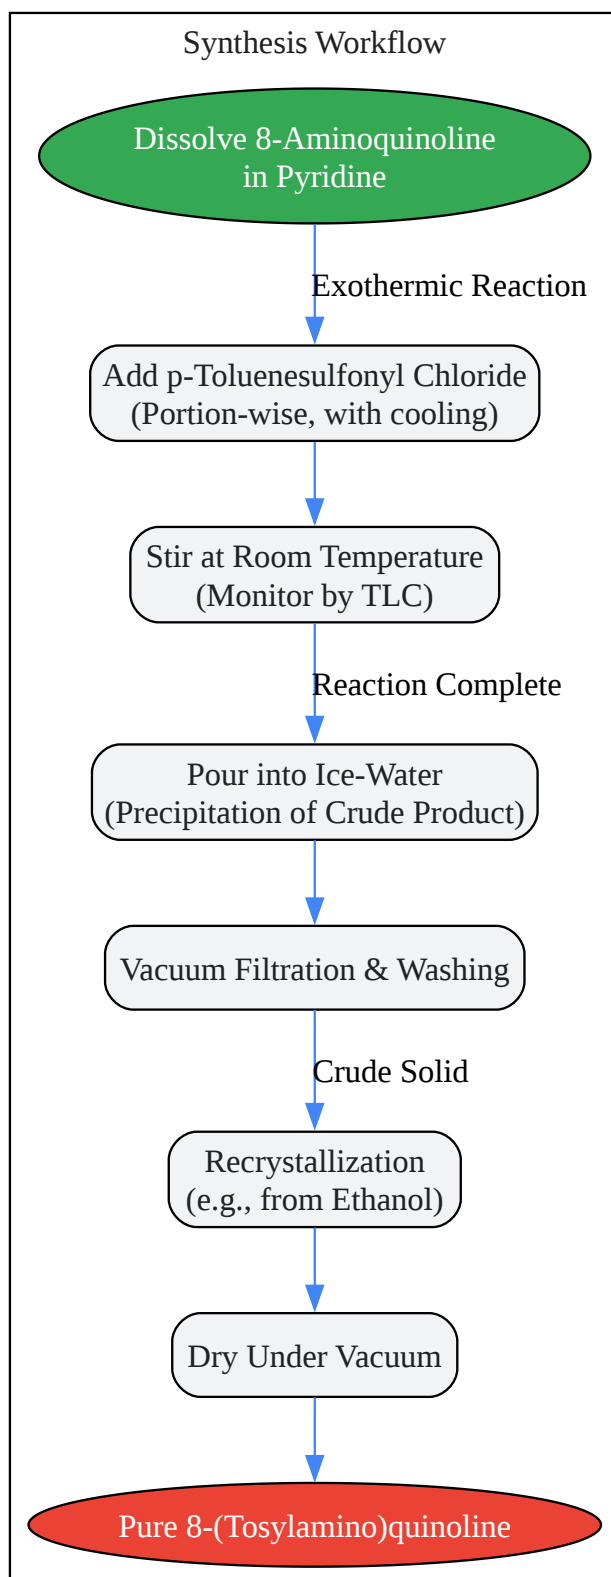 Synthesis Workflow
Dissolve 8-Aminoquinoline
in Pyridine
Exothermic Reaction
Add p-Toluenesulfonyl Chloride
(Portion-wise, with cooling)
Stir at Room Temperature
(Monitor by TLC)
Reaction Complete
Pour into Ice-Water
(Precipitation of Crude Product)
Vacuum Filtration & Washing
Crude Solid
Recrystallization
(e.g., from Ethanol)
Dry Under Vacuum
Pure 8-(Tosylamino)quinoline